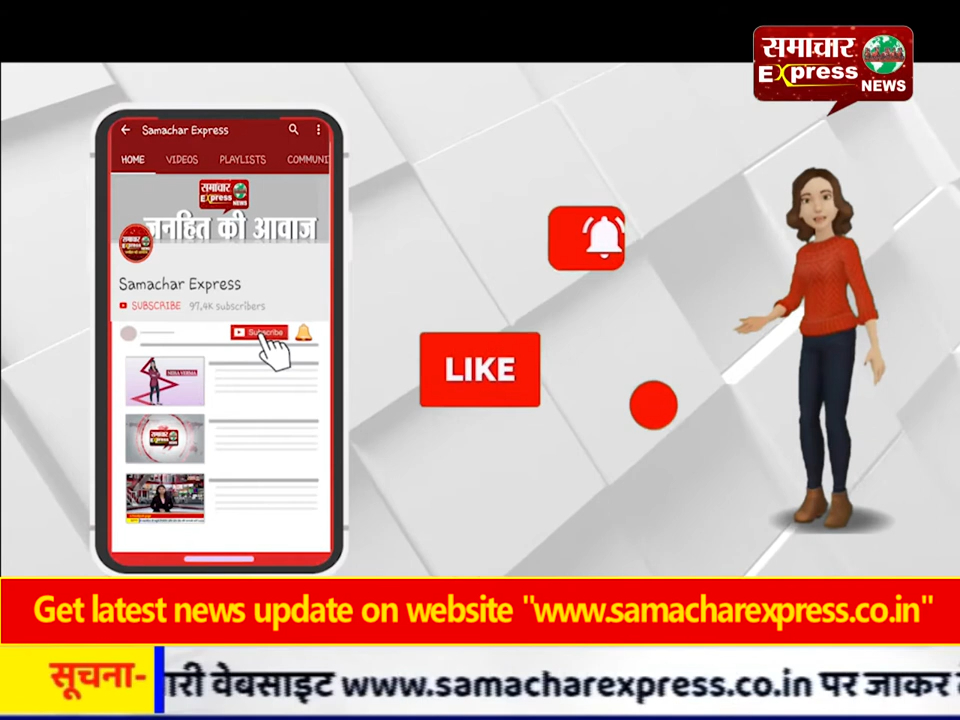 समाचार
Express
NEWS
Samachar Express
HOME VIDEOS PLAYLISTS COMMUNI
समाचार
Express
NEWS
जनहित की आवाज
Samachar Express
SUBSCRIBE 97.4K subscribers
Subscribe
LIKE
Get latest news update on website "www.samacharexpress.co.in"
सूचना- गारी वेबसाइट www.samacharexpress.co.in पर जाकर